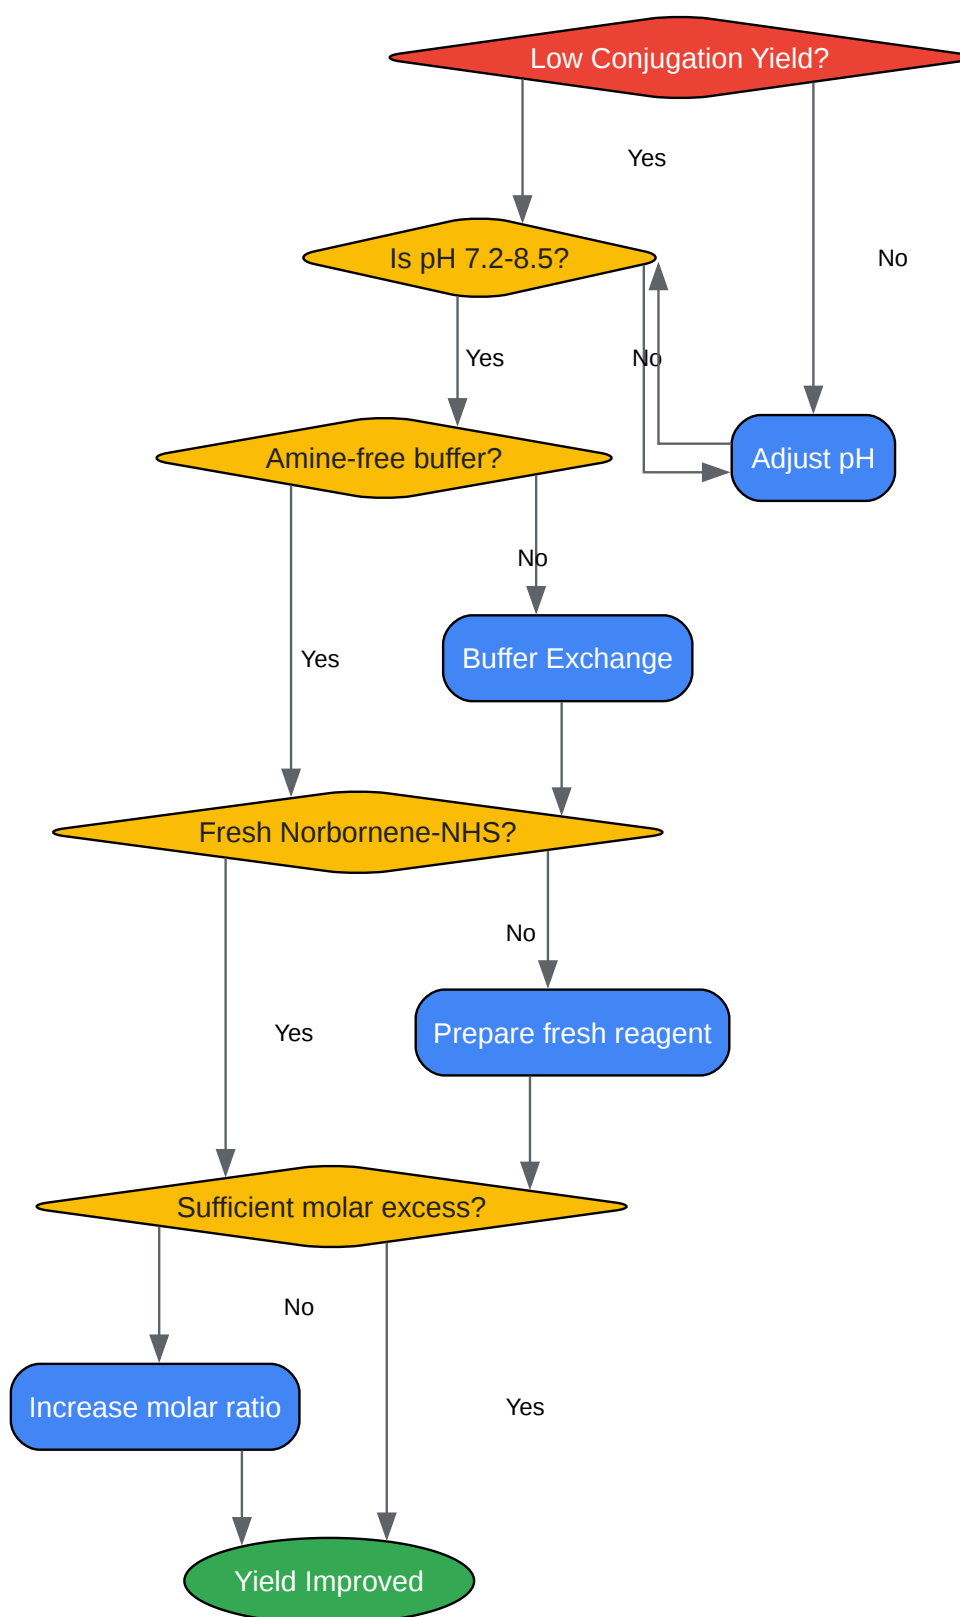 Low Conjugation Yield?
Yes
Is pH 7.2-8.5?
No
Yes
No
Amine-free buffer?
Adjust pH
No
Yes
Buffer Exchange
Fresh Norbornene-NHS?
No
Yes
Prepare fresh reagent
Sufficient molar excess?
No
Increase molar ratio
Yes
Yield Improved